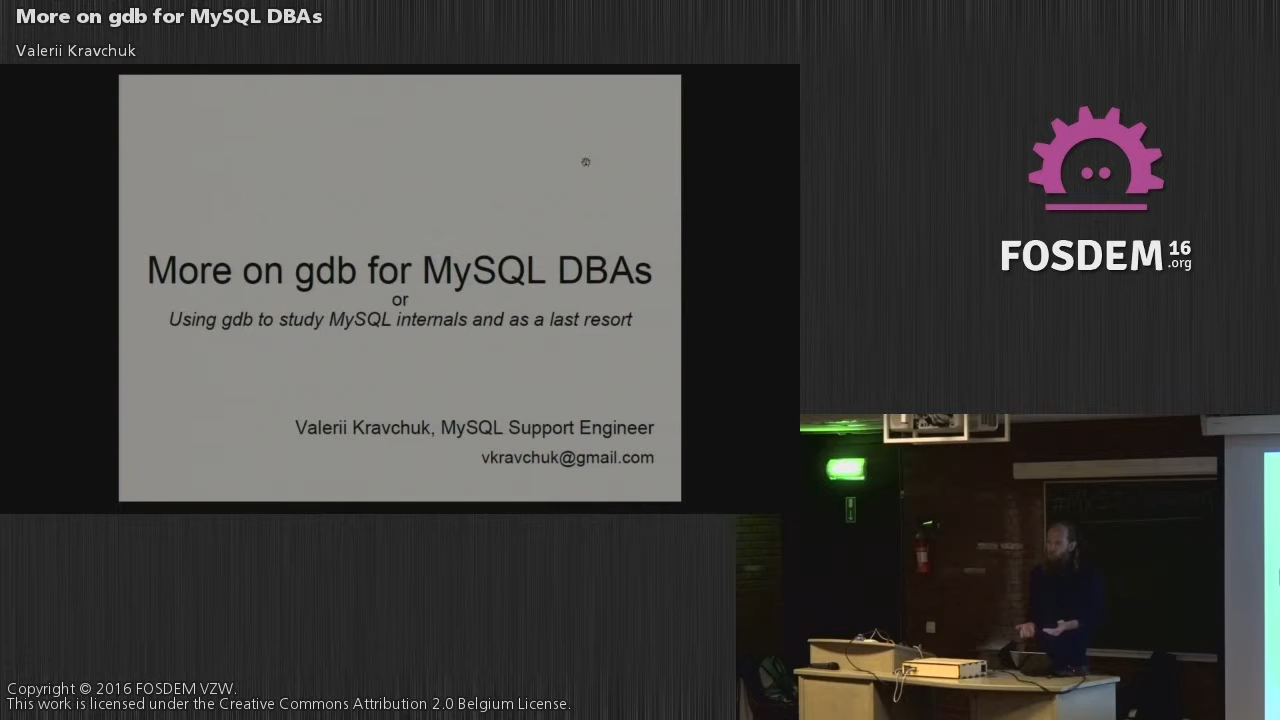 More on gdb for MySQL DBAs
Valerii Kravchuk
More on gdb for MySQL DBAs
or
Using gdb to study MySQL internals and as a last resort
Valerii Kravchuk, MySQL Support Engineer
vkravchuk@gmail.com
FOSDEM 16
.org
Copyright © 2016 FOSDEM VZW.
This work is licensed under the Creative Commons Attribution 2.0 Belgium License.